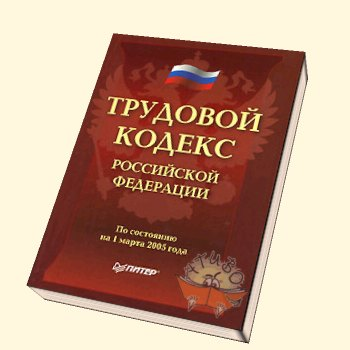 ТРУДОВОЙ
КОДЕКС
РОССИЙСКОЙ
ФЕДЕРАЦИИ
По состоянию
на 1 марта 2005 года
ПИТЕР